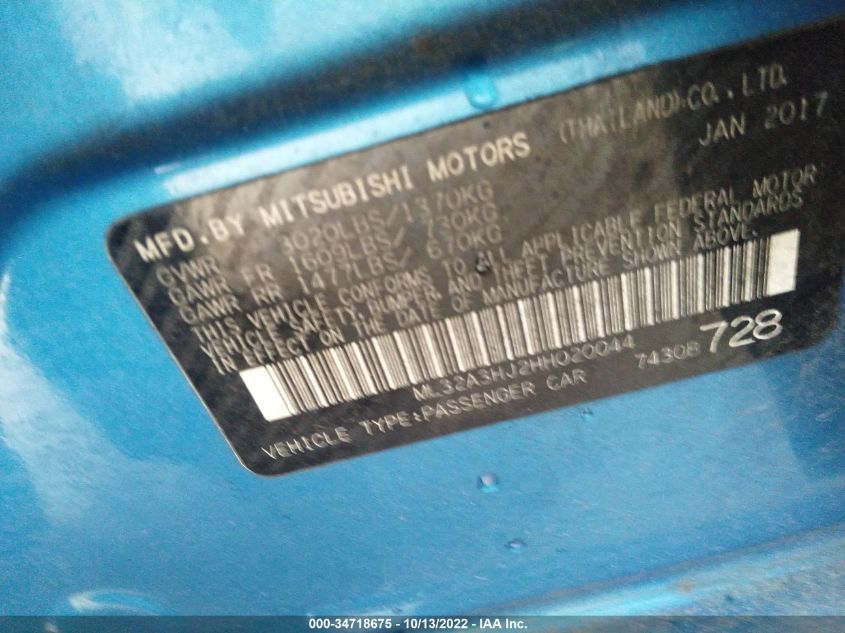 MFD. BY MITSUBISHI MOTORS (THAILAND) CO., LTD.
JAN 2017
GVWR 3020LBS/1370KG
GAWR FR 1609LBS/ 730KG
GAWR RR 1477LBS/ 670KG
THIS VEHICLE CONFORMS TO ALL APPLICABLE FEDERAL MOTOR
VEHICLE SAFETY, BUMPER, AND THEFT PREVENTION STANDARDS
IN EFFECT ON THE DATE OF MANUFACTURE SHOWN ABOVE.
ML32A3HJ2HH020044
74308 728
VEHICLE TYPE:PASSENGER CAR
000-34718675 - 10/13/2022 - IAA Inc.